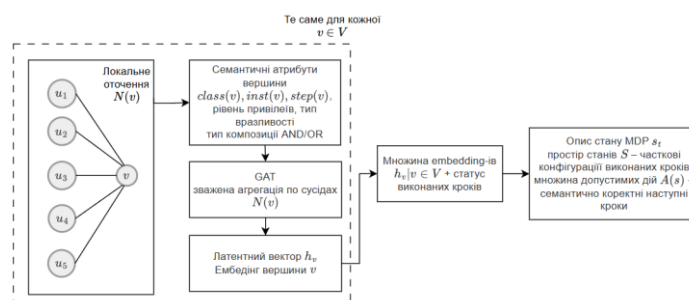 Те саме для кожної
v ∈ V
Локальне
оточення
N(v)
u₁
u₂
u₃
u₄
u₅
v
Семантичні атрибути
вершини
class(v), inst(v), step(v),
рівень привілеїв, тип
вразливості
тип композиції AND/OR
GAT
зважена агрегація по сусідах
N(v)
Латентний вектор hᵥ
Ембедінг вершини v
Множина embedding-ів
hᵥ|v ∈ V + статус
виконаних кроків
Опис стану MDP sₜ
простір станів S – часткові
конфігурації виконаних кроків
множина допустимих дій A(s) -
семантично коректні наступні
кроки